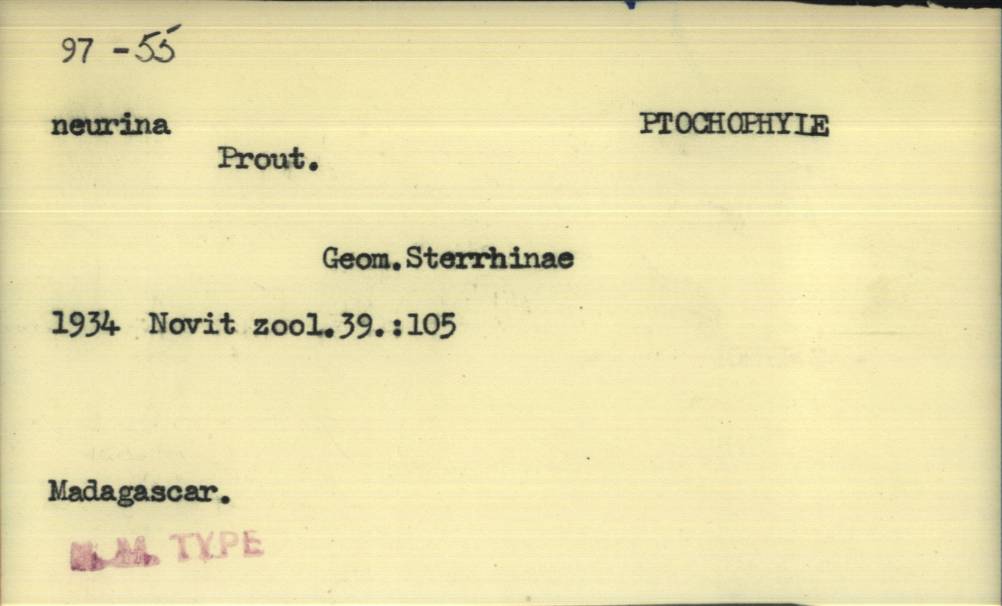 97 -55
neurina PTOCHOPHYLE
Prout.
Geom.Sterrhinae
1934 Novit zool.39.:105
Madagascar.
M. TYPE